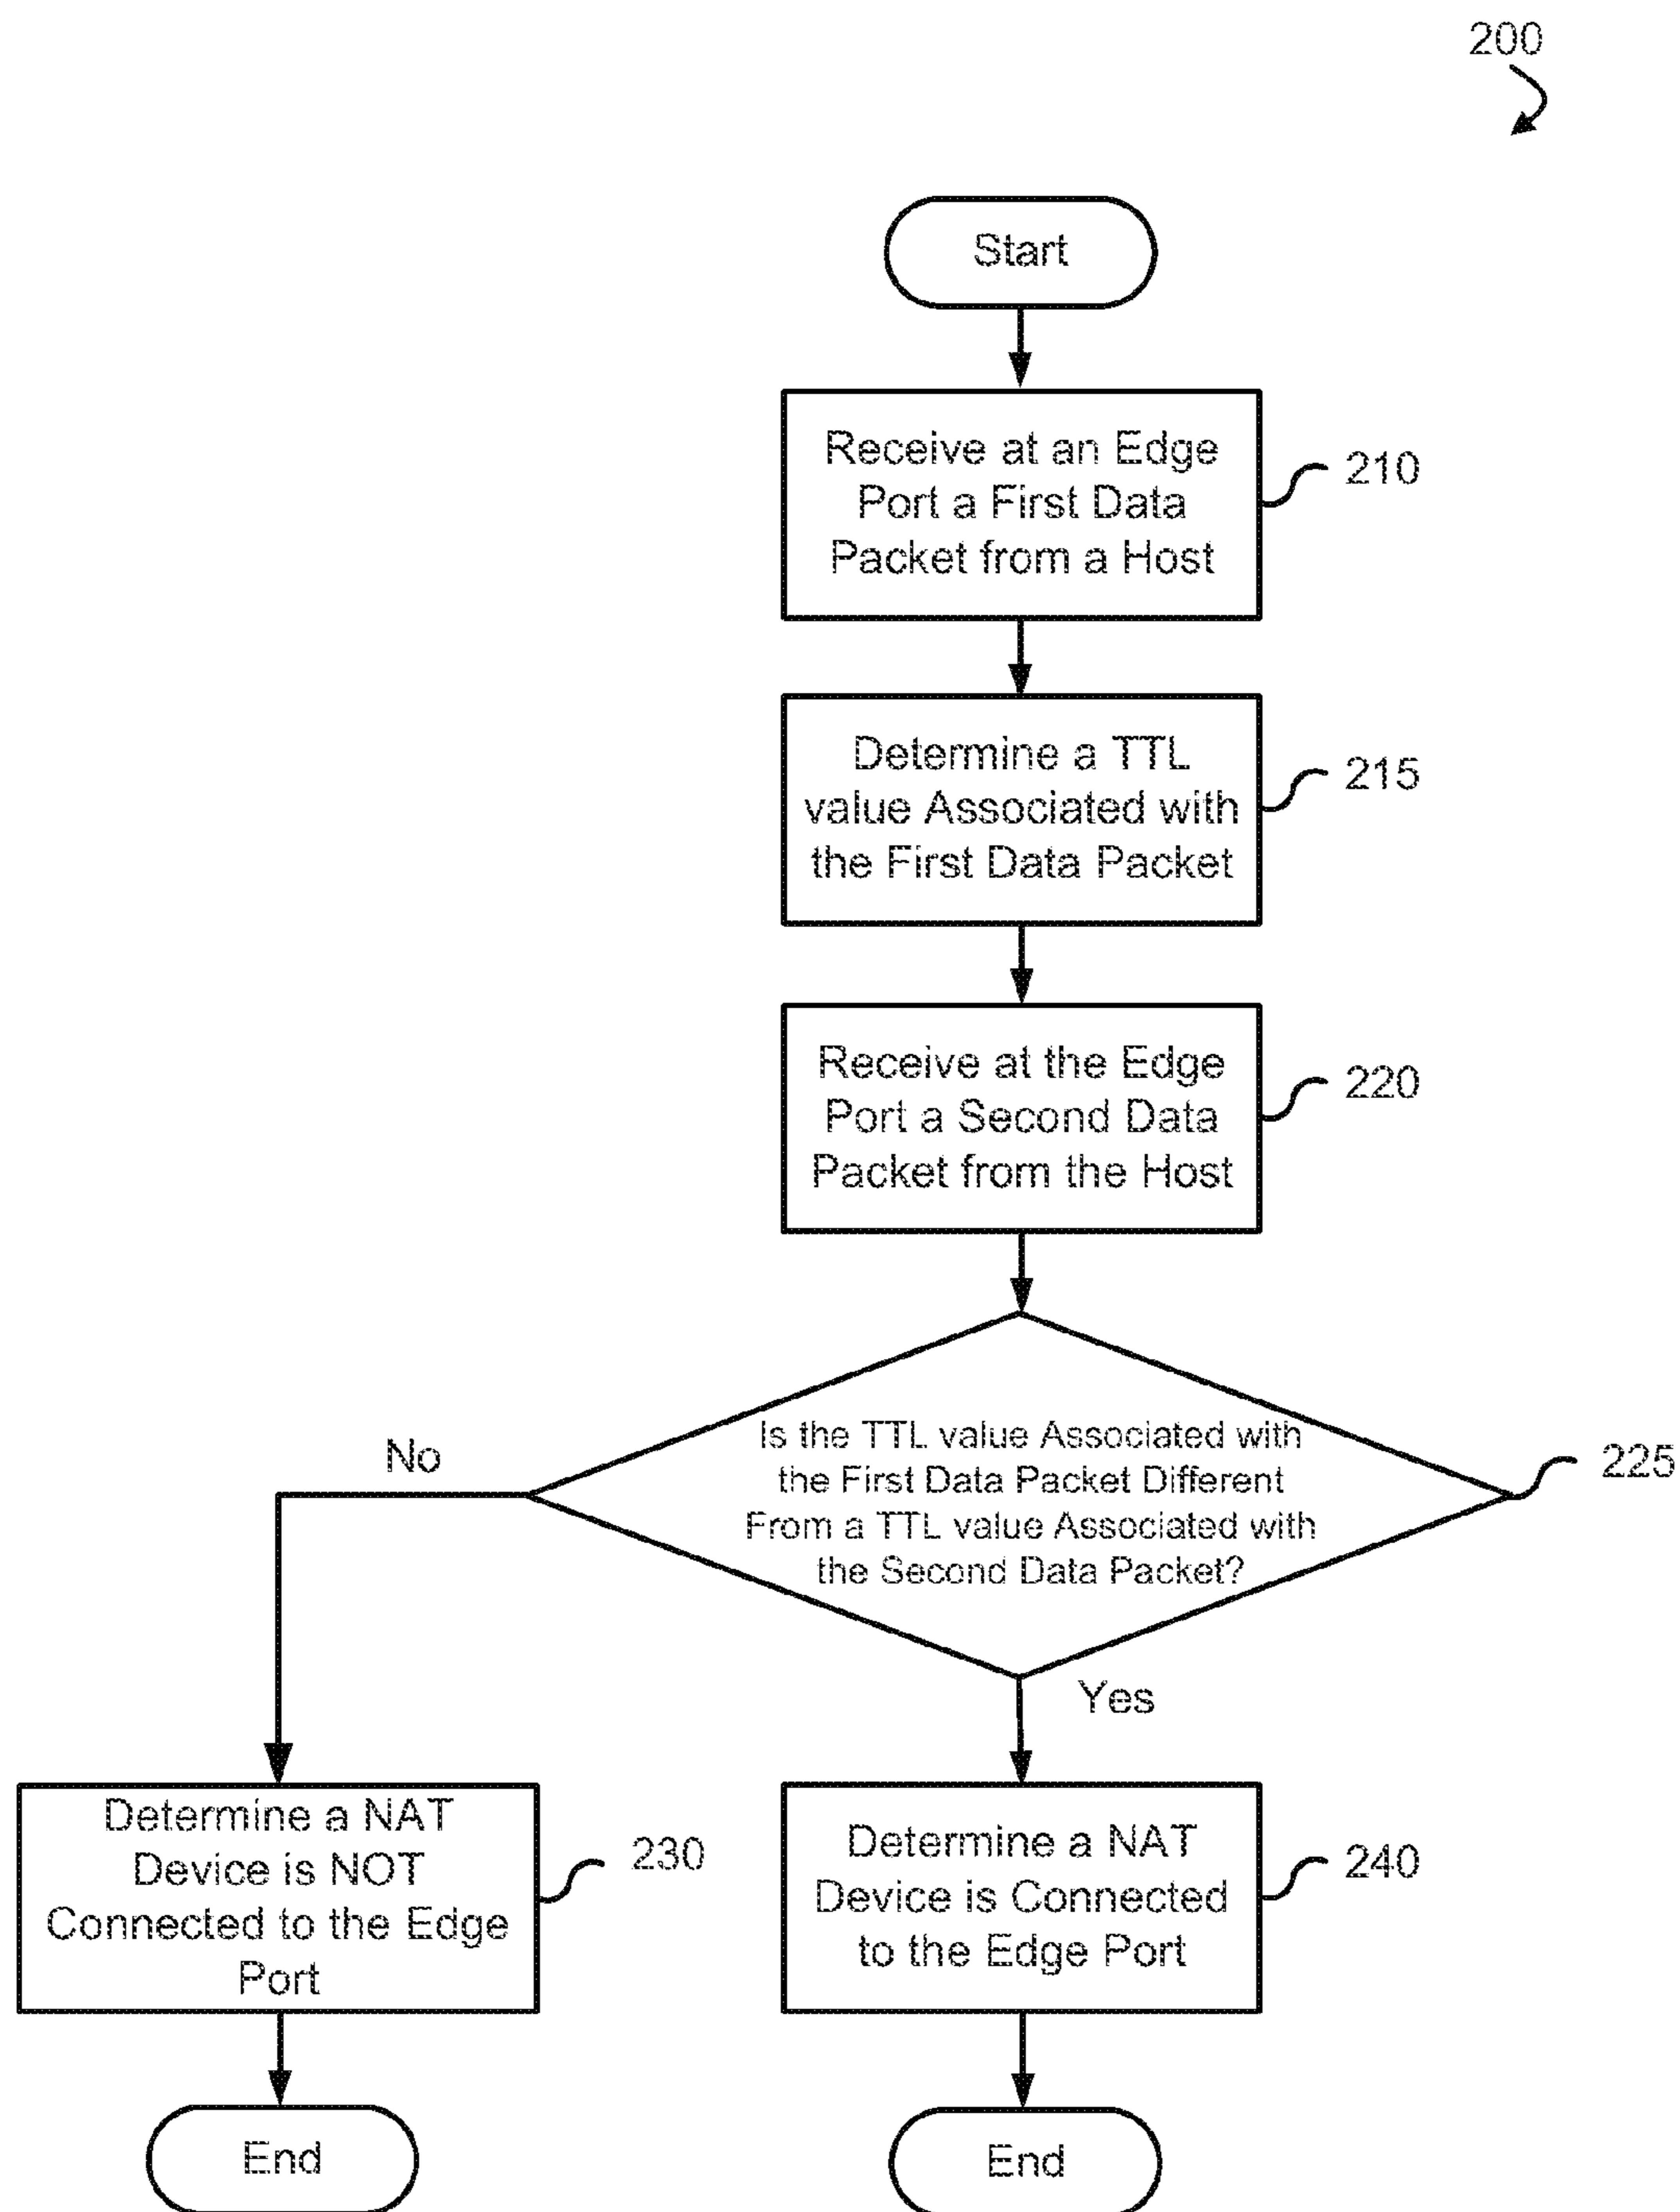 200
Start
Receive at an Edge
Port a First Data
Packet from a Host
210
Determine a TTL
value Associated with
the First Data Packet
215
Receive at the Edge
Port a Second Data
Packet from the Host
220
Is the TTL value Associated with
the First Data Packet Different
From a TTL value Associated with
the Second Data Packet?
225
No
Yes
Determine a NAT
Device is NOT
Connected to the Edge
Port
230
Determine a NAT
Device is Connected
to the Edge Port
240
End
End